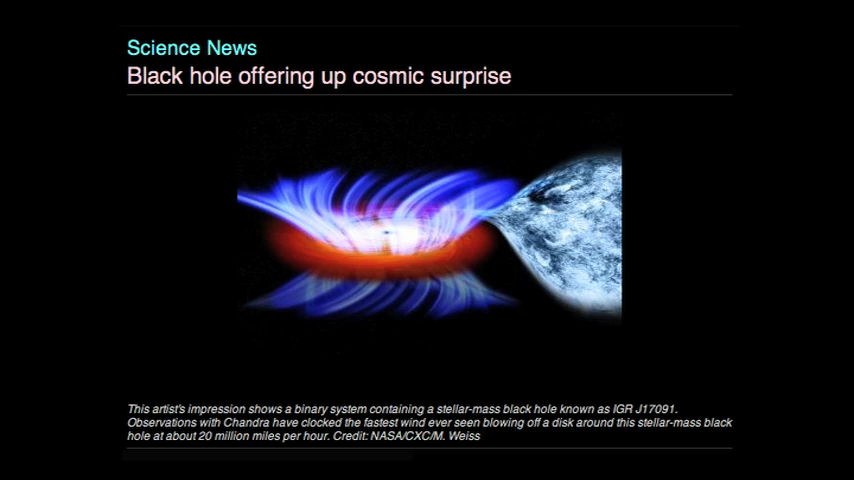 Science News
Black hole offering up cosmic surprise
This artist's impression shows a binary system containing a stellar-mass black hole known as IGR J17091.
Observations with Chandra have clocked the fastest wind ever seen blowing off a disk around this stellar-mass black
hole at about 20 million miles per hour. Credit: NASA/CXC/M. Weiss